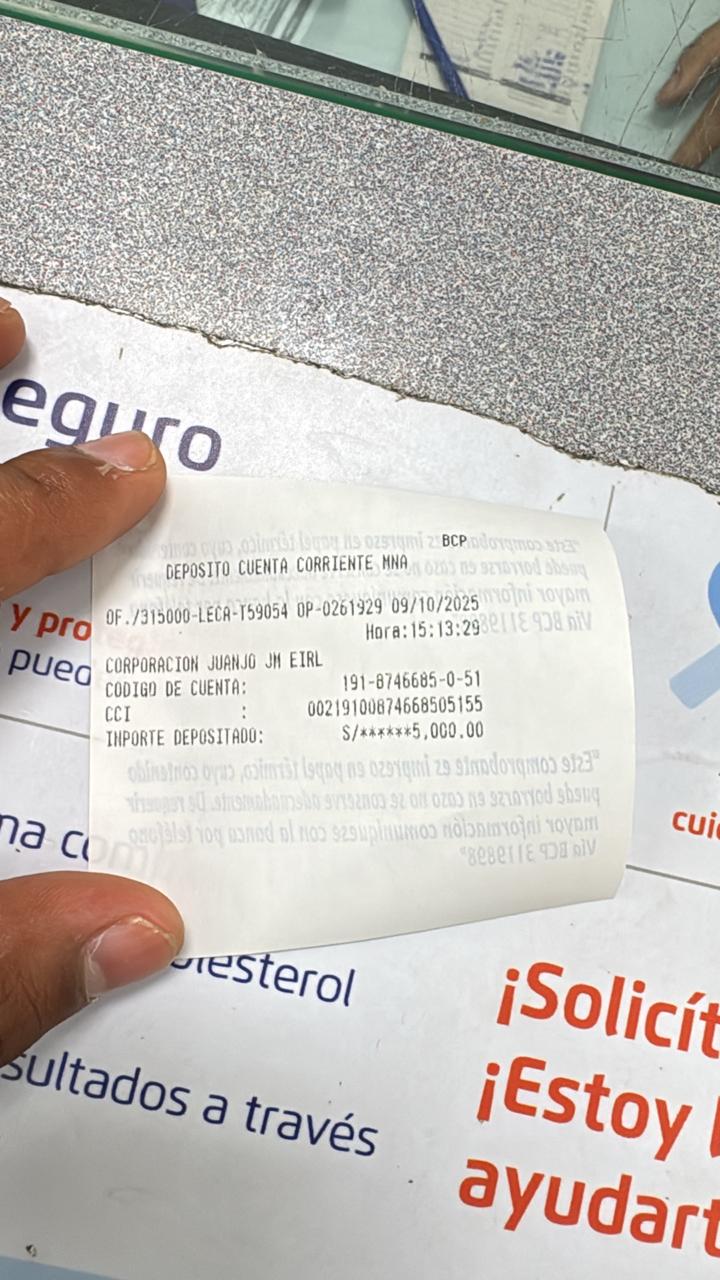 eguro
BCP
DEPOSITO CUENTA CORRIENTE MNA
OF./315000-LECA-T59054 OP-0261929 09/10/2025
Hora:15:13:29
CORPORACION JUANJO JM EIRL
CODIGO DE CUENTA: 191-8746685-0-51
CCI : 00219100874668505155
INPORTE DEPOSITADO: S/******5,000.00
"Este comprobante es impreso en papel térmico, cuyo contenido
puede borrarse en caso no se conserve adecuadamente. De requerir
mayor información comuníquese con la banca por teléfono
Vía BCP 3119898"
y pro
pued
na co
cui
olesterol
sultados a través
¡Solicít
¡Estoy
ayudart